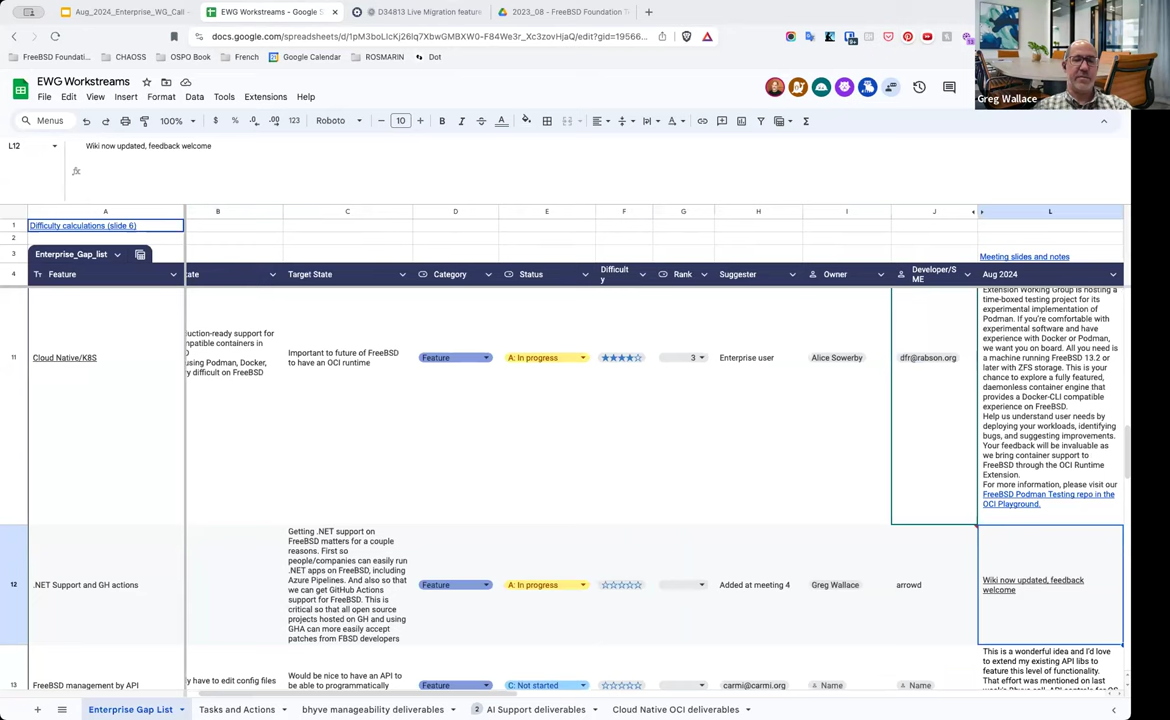 Aug_2024_Enterprise_WG_Call -
EWG Workstreams - Google S
D34813 Live Migration feature
2023_08 - FreeBSD Foundation T
docs.google.com/spreadsheets/d/1pM3boLIcKj26Iq7XbwGMBXW0-F84We3r_Xc3zovHjaQ/edit?gid=19566...
FreeBSD Foundati...
CHAOSS
OSPO Book
French
Google Calendar
ROSMARIN
Dot
EWG Workstreams
File Edit View Insert Format Data Tools Extensions Help
Greg Wallace
Menus
100%
$ % .0 .00 123
Roboto
10
B I S A
L12
Wiki now updated, feedback welcome
fx
A B C D E F G H I J L
1 Difficulty calculations (slide 6)
2
3 Enterprise_Gap_list
Meeting slides and notes
4 Feature
ate
Target State
Category
Status
Difficult
y
Rank
Suggester
Owner
Developer/S
ME
Aug 2024
11
Cloud Native/K8S
duction-ready support for
npatible containers in
D
using Podman, Docker,
y difficult on FreeBSD
Important to future of FreeBSD
to have an OCI runtime
Feature
A: In progress
3
Enterprise user
Alice Sowerby
dfr@rabson.org
Extension Working Group is hosting a
time-boxed testing project for its
experimental implementation of
Podman. If you're comfortable with
experimental software and have
experience with Docker or Podman,
we want you on board. All you need is
a machine running FreeBSD 13.2 or
later with ZFS storage. This is your
chance to explore a fully featured,
daemonless container engine that
provides a Docker-CLI compatible
experience on FreeBSD.
Help us understand user needs by
deploying your workloads, identifying
bugs, and suggesting improvements.
Your feedback will be invaluable as
we bring container support to
FreeBSD through the OCI Runtime
Extension.
For more information, please visit our
FreeBSD Podman Testing repo in the
OCI Playground.
12
.NET Support and GH actions
Getting .NET support on
FreeBSD matters for a couple
reasons. First so
people/companies can easily run
.NET apps on FreeBSD, including
Azure Pipelines. And also so that
we can get GitHub Actions
support for FreeBSD. This is
critical so that all open source
projects hosted on GH and using
GHA can more easily accept
patches from FBSD developers
Feature
A: In progress
Added at meeting 4
Greg Wallace
arrowd
Wiki now updated, feedback
welcome
13
FreeBSD management by API
y have to edit config files
Would be nice to have an API to
be able to programmatically
Feature
C: Not started
carmi@carmi.org
Name
Name
This is a wonderful idea and I'd love
to extend my existing API libs to
feature this level of functionality.
That effort was mentioned on last
Enterprise Gap List
Tasks and Actions
bhyve manageability deliverables
2 AI Support deliverables
Cloud Native OCI deliverables